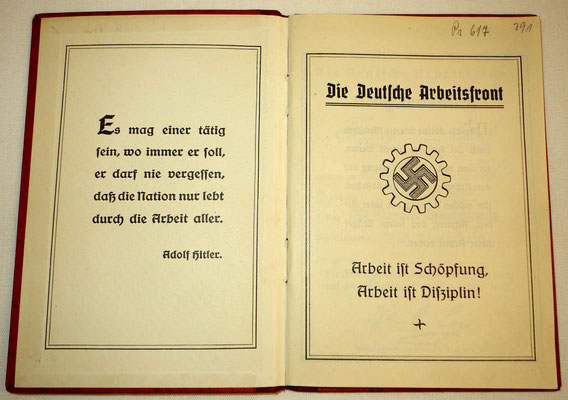 Es mag einer tätig
sein, wo immer er soll,
er darf nie vergessen,
daß die Nation nur lebt
durch die Arbeit aller.
Adolf Hitler.
Pr. 617
391
Die Deutsche Arbeitsfront
Arbeit ist Schöpfung,
Arbeit ist Disziplin!